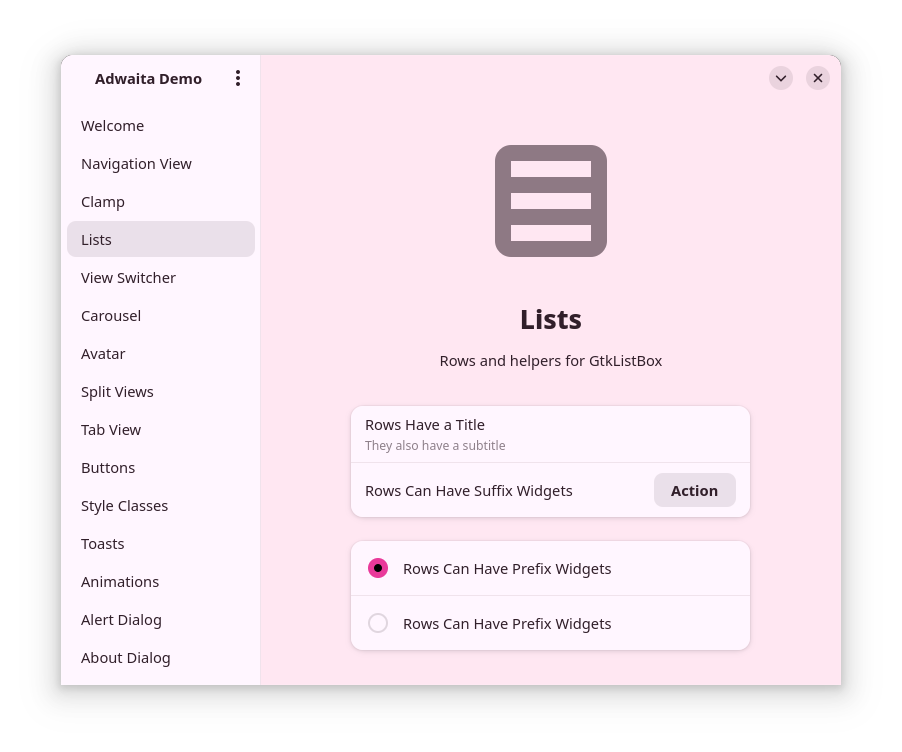 Adwaita Demo
Welcome
Navigation View
Clamp
Lists
View Switcher
Carousel
Avatar
Split Views
Tab View
Buttons
Style Classes
Toasts
Animations
Alert Dialog
About Dialog
Lists
Rows and helpers for GtkListBox
Rows Have a Title
They also have a subtitle
Rows Can Have Suffix Widgets
Action
Rows Can Have Prefix Widgets
Rows Can Have Prefix Widgets